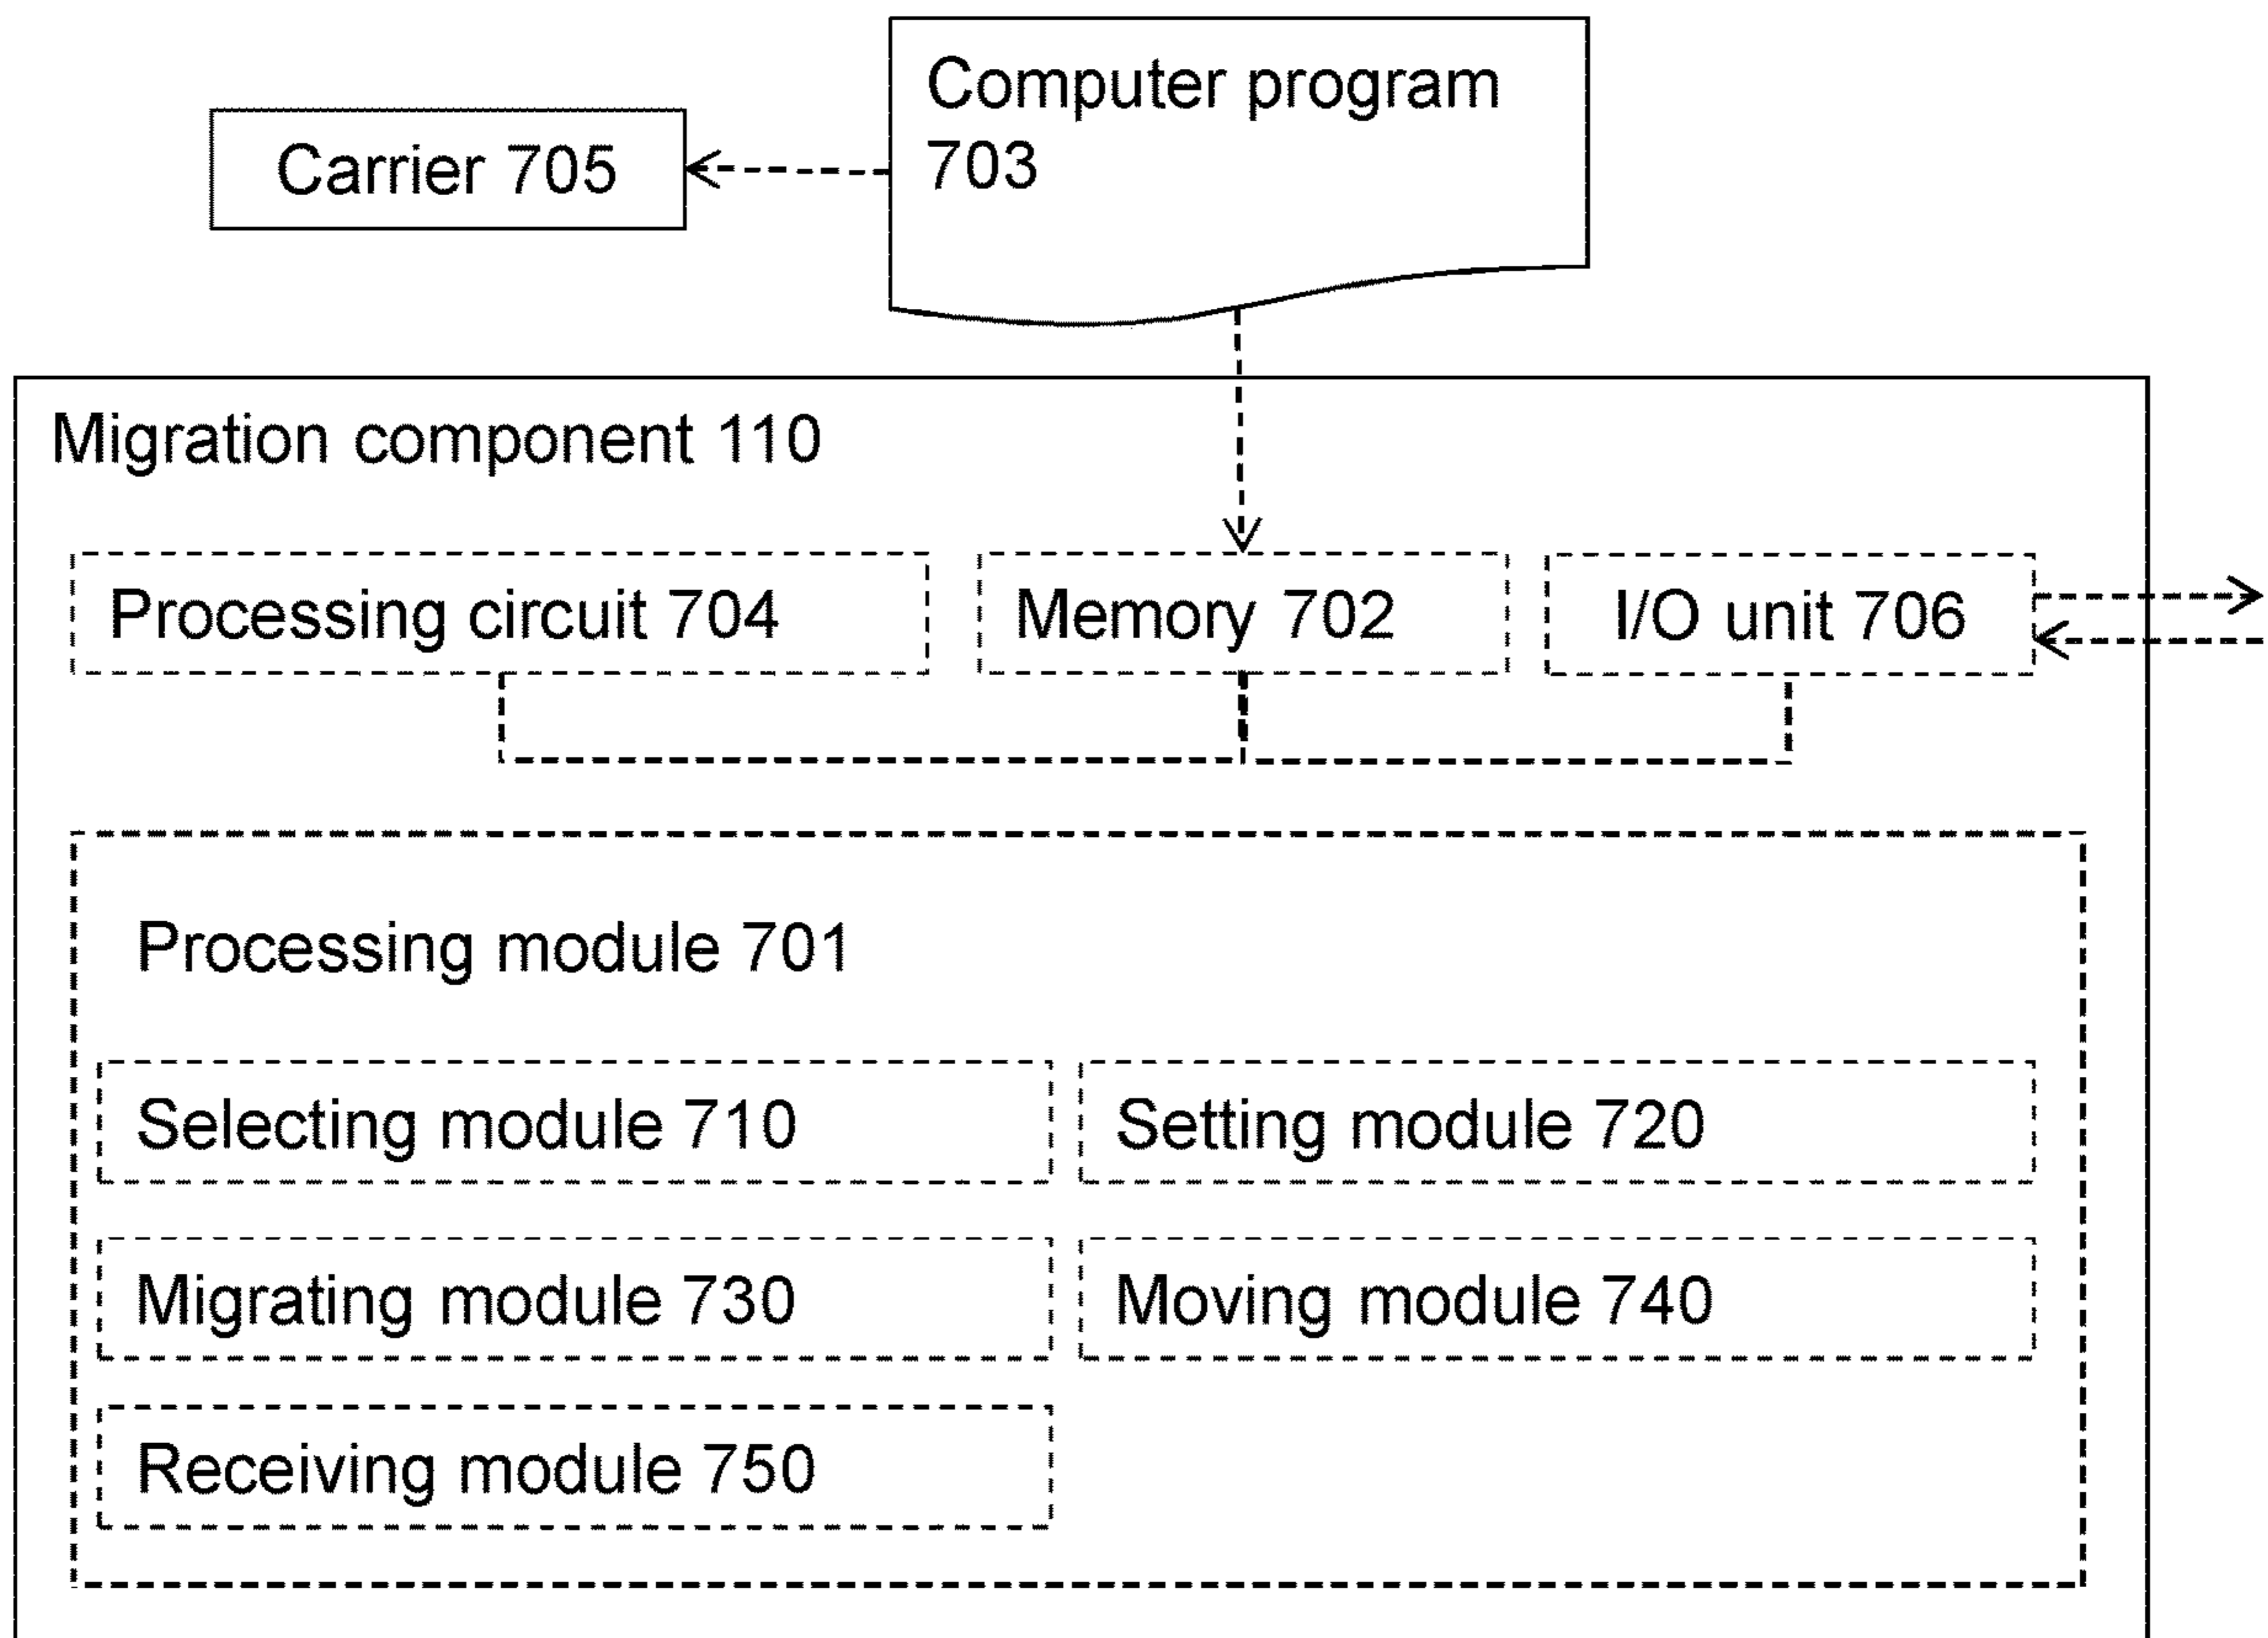 Computer program
703
Carrier 705
Migration component 110
Processing circuit 704
Memory 702
I/O unit 706
Processing module 701
Selecting module 710
Setting module 720
Migrating module 730
Moving module 740
Receiving module 750